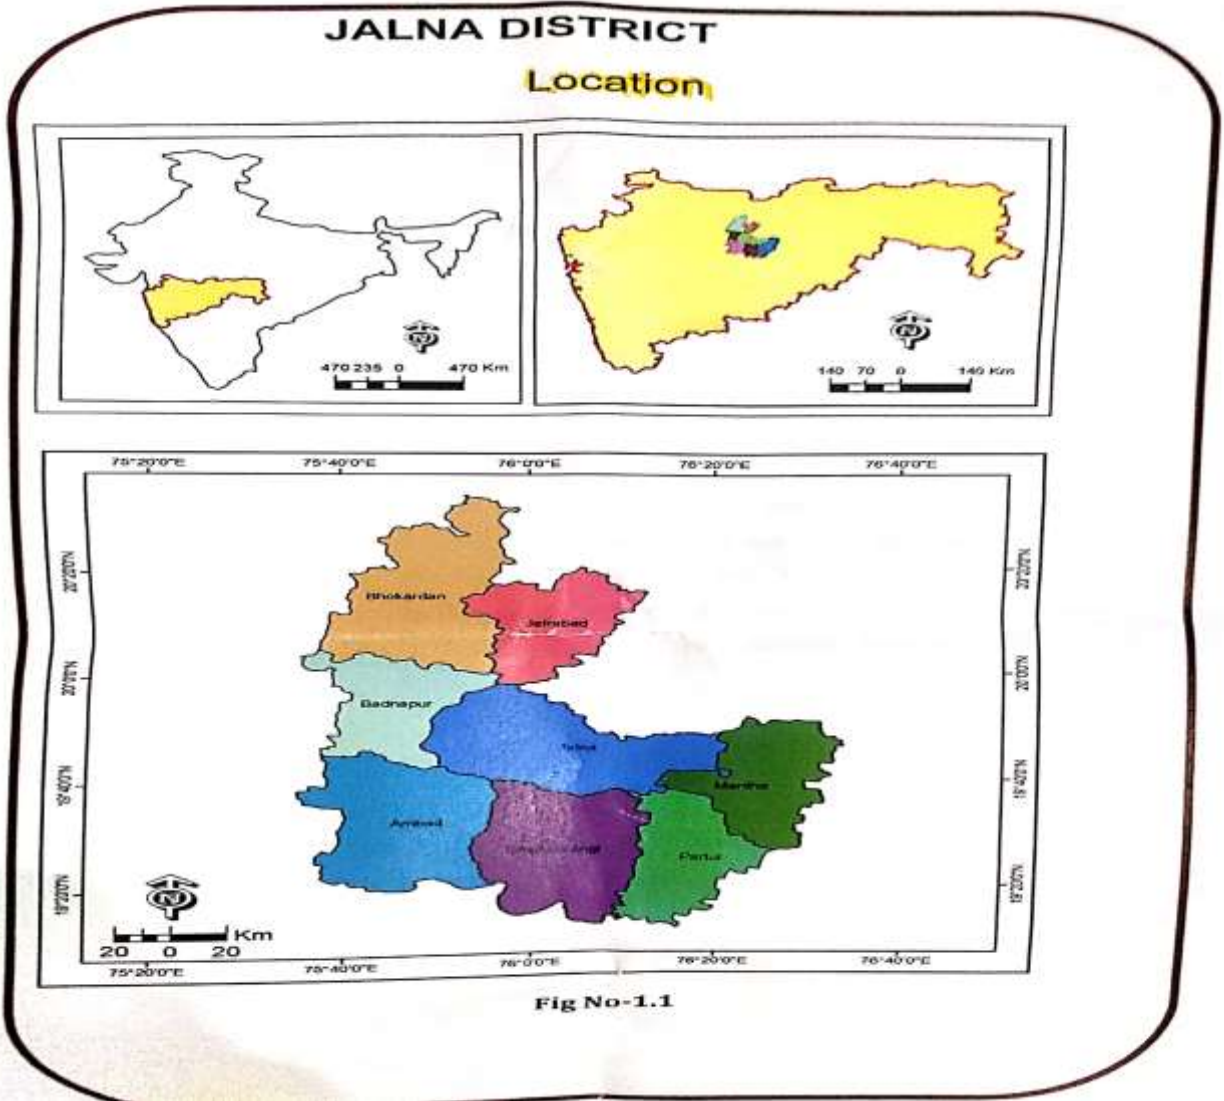 JALNA DISTRICT
Location
N
470 235 0 470 Km
N
140 70 0 140 Km
75°20'0"E 75°40'0"E 76°0'0"E 76°20'0"E 76°40'0"E
Bhokardan
Jafrabad
Badnapur
Jalna
Mantha
Ambad
Partur
N
Km
20 0 20
75°20'0"E 75°40'0"E 76°0'0"E 76°20'0"E 76°40'0"E
Fig No-1.1